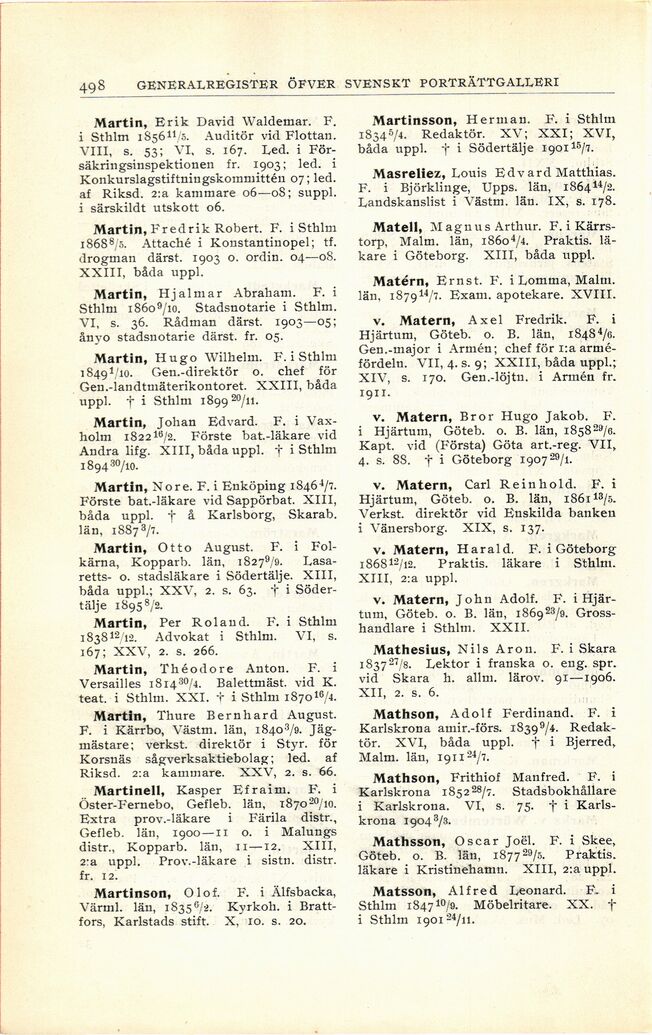 498 GENERALREGISTER ÖFVER SVENSKT PORTRÄTTGALLERI
Martin, Erik David Waldemar. F.
i Sthlm 1856 11/5. Auditör vid Flottan.
VIII, s. 53; VI, s. 167. Led. i För-
säkringsinspektionen fr. 1903; led. i
Konkurslagstiftningskommittén 07; led.
af Riksd. 2:a kammare 06—08; suppl.
i särskildt utskott 06.
Martin, Fredrik Robert. F. i Sthlm
1868 8/5. Attaché i Konstantinopel; tf.
drogman därst. 1903 o. ordin. 04—08.
XXIII, båda uppl.
Martin, Hjalmar Abraham. F. i
Sthlm 1860 9/10. Stadsnotarie i Sthlm.
VI, s. 36. Rådman därst. 1903—05;
ånyo stadsnotarie därst. fr. 05.
Martin, Hugo Wilhelm. F. i Sthlm
1849 1/10. Gen.-direktör o. chef för
Gen.-landtmäterikontoret. XXIII, båda
uppl. † i Sthlm 1899 20/11.
Martin, Johan Edvard. F. i Vax-
holm 1822 16/2. Förste bat.-läkare vid
Andra lifg. XIII, båda uppl. † i Sthlm
1894 30/10.
Martin, Nore. F. i Enköping 1846 4/7.
Förste bat.-läkare vid Sappörbat. XIII,
båda uppl. † å Karlsborg, Skarab.
län, 1887 3/7.
Martin, Otto August. F. i Fol-
kärna, Kopparb. län, 1827 9/9. Lasa-
retts- o. stadsläkare i Södertälje. XIII,
båda uppl.; XXV, 2. s. 63. † i Söder-
tälje 1895 8/2.
Martin, Per Roland. F. i Sthlm
1838 12/12. Advokat i Sthlm. VI, s.
167; XXV, 2. s. 266.
Martin, Théodore Anton. F. i
Versailles 1814 30/4. Balettmäst. vid K.
teat. i Sthlm. XXI. † i Sthlm 1870 16/4.
Martin, Thure Bernhard August.
F. i Kärrbo, Västm. län, 1840 3/9. Jäg-
mästare; verkst. direktör i Styr. för
Korsnäs sågverksaktiebolag; led. af
Riksd. 2:a kammare. XXV, 2. s. 66.
Martinell, Kasper Efraim. F. i
Öster-Fernebo, Gefleb. län, 1870 20/10.
Extra prov.-läkare i Färila distr.,
Gefleb. län, 1900—11 o. i Malungs
distr., Kopparb. län, 11—12. XIII,
2:a uppl. Prov.-läkare i sistn. distr.
fr. 12.
Martinson, Olof. F. i Älfsbacka,
Värml. län, 1835 6/2. Kyrkoh. i Bratt-
fors, Karlstads stift. X, 10. s. 20.
Martinsson, Herman. F. i Sthlm
1834 5/4. Redaktör. XV; XXI; XVI,
båda uppl. † i Södertälje 1901 15/7.
Masreliez, Louis Edvard Matthias.
F. i Björklinge, Upps. län, 1864 14/2.
Landskanslist i Västm. län. IX, s. 178.
Matell, Magnus Arthur. F. i Kärrs-
torp, Malm. län, 1860 4/4. Praktis. lä-
kare i Göteborg. XIII, båda uppl.
Matérn, Ernst. F. i Lomma, Malm.
län, 1879 14/7. Exam. apotekare. XVIII.
v. Matern, Axel Fredrik. F. i
Hjärtum, Göteb. o. B. län, 1848 4/6.
Gen.-major i Armén; chef för 1:a armé-
fördeln. VII, 4. s. 9; XXIII, båda uppl.;
XIV, s. 170. Gen.-löjtn. i Armén fr.
1911.
v. Matern, Bror Hugo Jakob. F.
i Hjärtum, Göteb. o. B. län, 1858 29/6.
Kapt. vid (Första) Göta art.-reg. VII,
4. s. 88. † i Göteborg 1907 29/1.
v. Matern, Carl Reinhold. F. i
Hjärtum, Göteb. o. B. län, 1861 13/5.
Verkst. direktör vid Enskilda banken
i Vänersborg. XIX, s. 137.
v. Matern, Harald. F. i Göteborg
1868 12/12. Praktis. läkare i Sthlm.
XIII, 2:a uppl.
v. Matern, John Adolf. F. i Hjär-
tum, Göteb. o. B. län, 1869 23/9. Gross-
handlare i Sthlm. XXII.
Mathesius, Nils Aron. F. i Skara
1837 27/8. Lektor i franska o. eng. spr.
vid Skara h. allm. lärov. 91—1906.
XII, 2. s. 6.
Mathson, Adolf Ferdinand. F. i
Karlskrona amir.-förs. 1839 9/4. Redak-
tör. XVI, båda uppl. † i Bjerred,
Malm. län, 1911 24/7.
Mathson, Frithiof Manfred. F. i
Karlskrona 1852 28/7. Stadsbokhållare
i Karlskrona. VI, s. 75. † i Karls-
krona 1904 3/3.
Mathsson, Oscar Joël. F. i Skee,
Göteb. o. B. län, 1877 29/5. Praktis.
läkare i Kristinehamn. XIII, 2:a uppl.
Matsson, Alfred Leonard. F. i
Sthlm 1847 10/9. Möbelritare. XX. †
i Sthlm 1901 24/11.